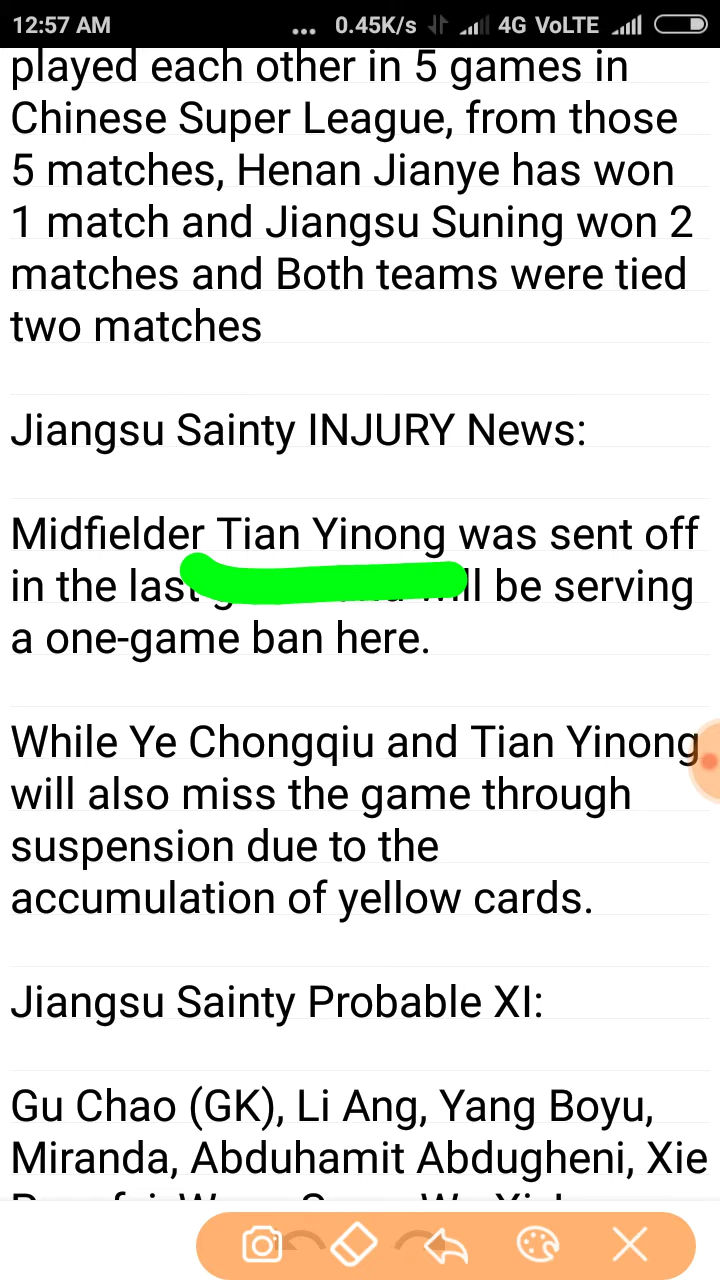 12:57 AM ... 0.45K/s 4G VoLTE
played each other in 5 games in
Chinese Super League, from those
5 matches, Henan Jianye has won
1 match and Jiangsu Suning won 2
matches and Both teams were tied
two matches
Jiangsu Sainty INJURY News:
Midfielder Tian Yinong was sent off
in the last be serving
a one-game ban here.
While Ye Chongqiu and Tian Yinong
will also miss the game through
suspension due to the
accumulation of yellow cards.
Jiangsu Sainty Probable XI:
Gu Chao (GK), Li Ang, Yang Boyu,
Miranda, Abduhamit Abdugheni, Xie